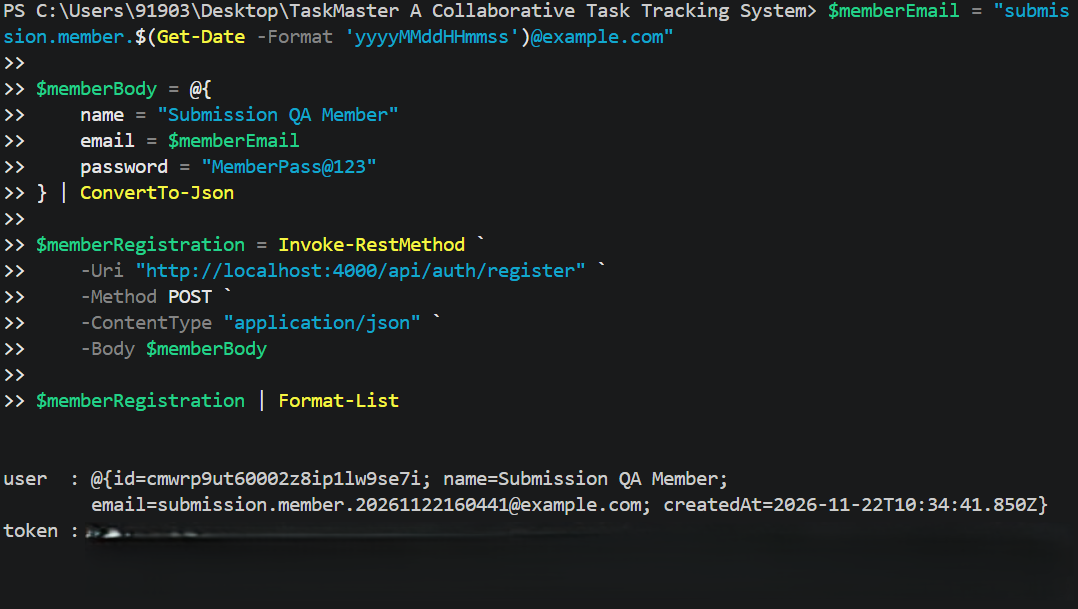 PS C:\Users\91903\Desktop\TaskMaster A Collaborative Task Tracking System> $memberEmail = "submis
sion.member.$(Get-Date -Format 'yyyyMMddHHmmss')@example.com"
>>
>> $memberBody = @{
>>     name = "Submission QA Member"
>>     email = $memberEmail
>>     password = "MemberPass@123"
>> } | ConvertTo-Json
>>
>> $memberRegistration = Invoke-RestMethod `
>>     -Uri "http://localhost:4000/api/auth/register" `
>>     -Method POST `
>>     -ContentType "application/json" `
>>     -Body $memberBody
>>
>> $memberRegistration | Format-List
user  : @{id=cmwrp9ut60002z8ip1lw9se7i; name=Submission QA Member;
        email=submission.member.20261122160441@example.com; createdAt=2026-11-22T10:34:41.850Z}
token :